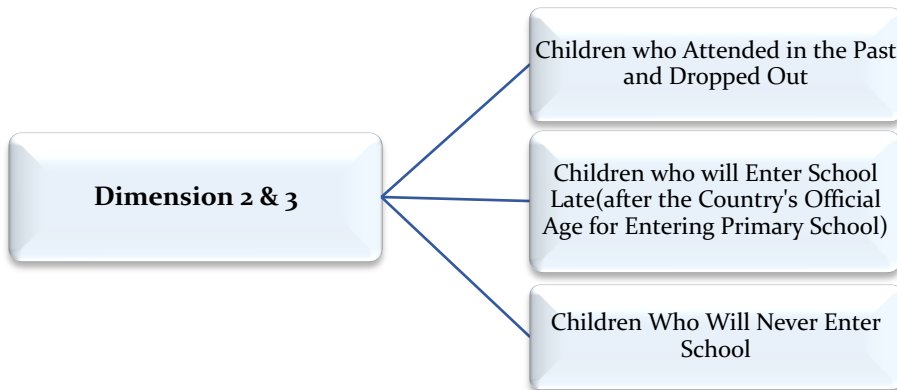 Dimension 2 & 3
Children who Attended in the Past
and Dropped Out
Children who will Enter School
Late(after the Country's Official
Age for Entering Primary School)
Children Who Will Never Enter
School